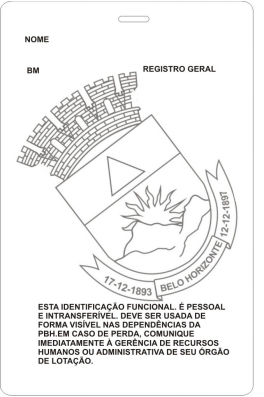 NOME
BM
REGISTRO GERAL
17-12-1893 BELO HORIZONTE 12-12-1897
ESTA IDENTIFICAÇÃO FUNCIONAL. É PESSOAL
E INTRANSFERÍVEL. DEVE SER USADA DE
FORMA VISÍVEL NAS DEPENDÊNCIAS DA
PBH.EM CASO DE PERDA, COMUNIQUE
IMEDIATAMENTE À GERÊNCIA DE RECURSOS
HUMANOS OU ADMINISTRATIVA DE SEU ÓRGÃO
DE LOTAÇÃO.